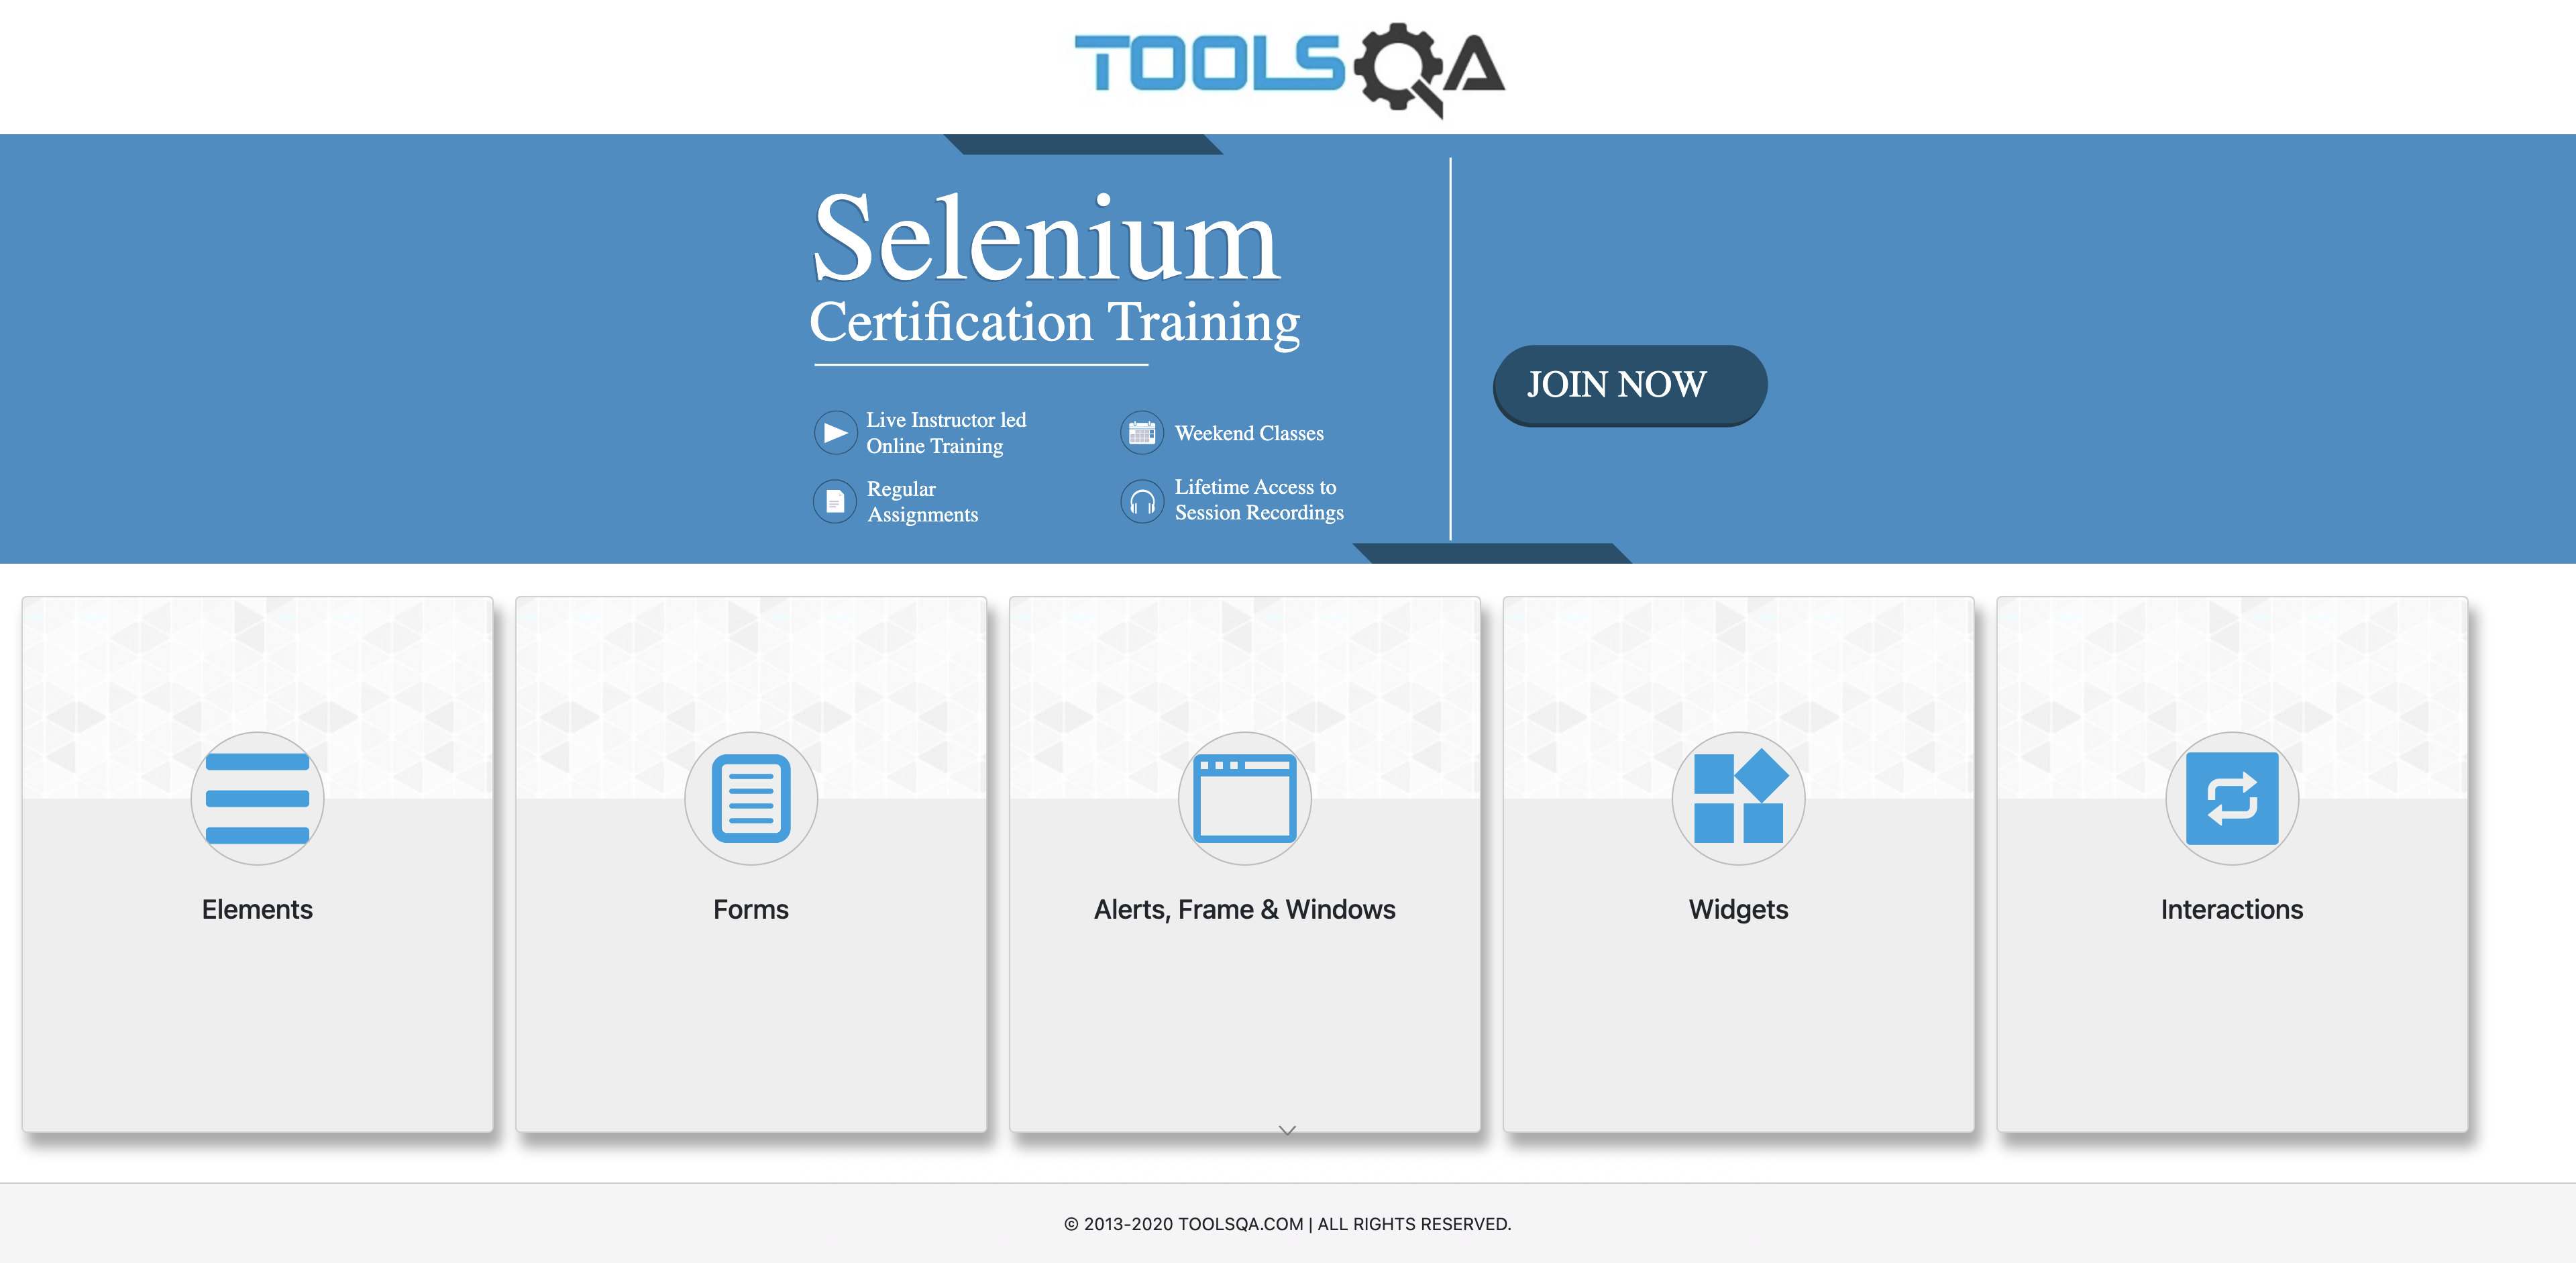 TOOLSQA
Selenium
Certification Training
Live Instructor led
Online Training
Weekend Classes
Regular
Assignments
Lifetime Access to
Session Recordings
JOIN NOW
Elements
Forms
Alerts, Frame & Windows
Widgets
Interactions
© 2013-2020 TOOLSQA.COM | ALL RIGHTS RESERVED.